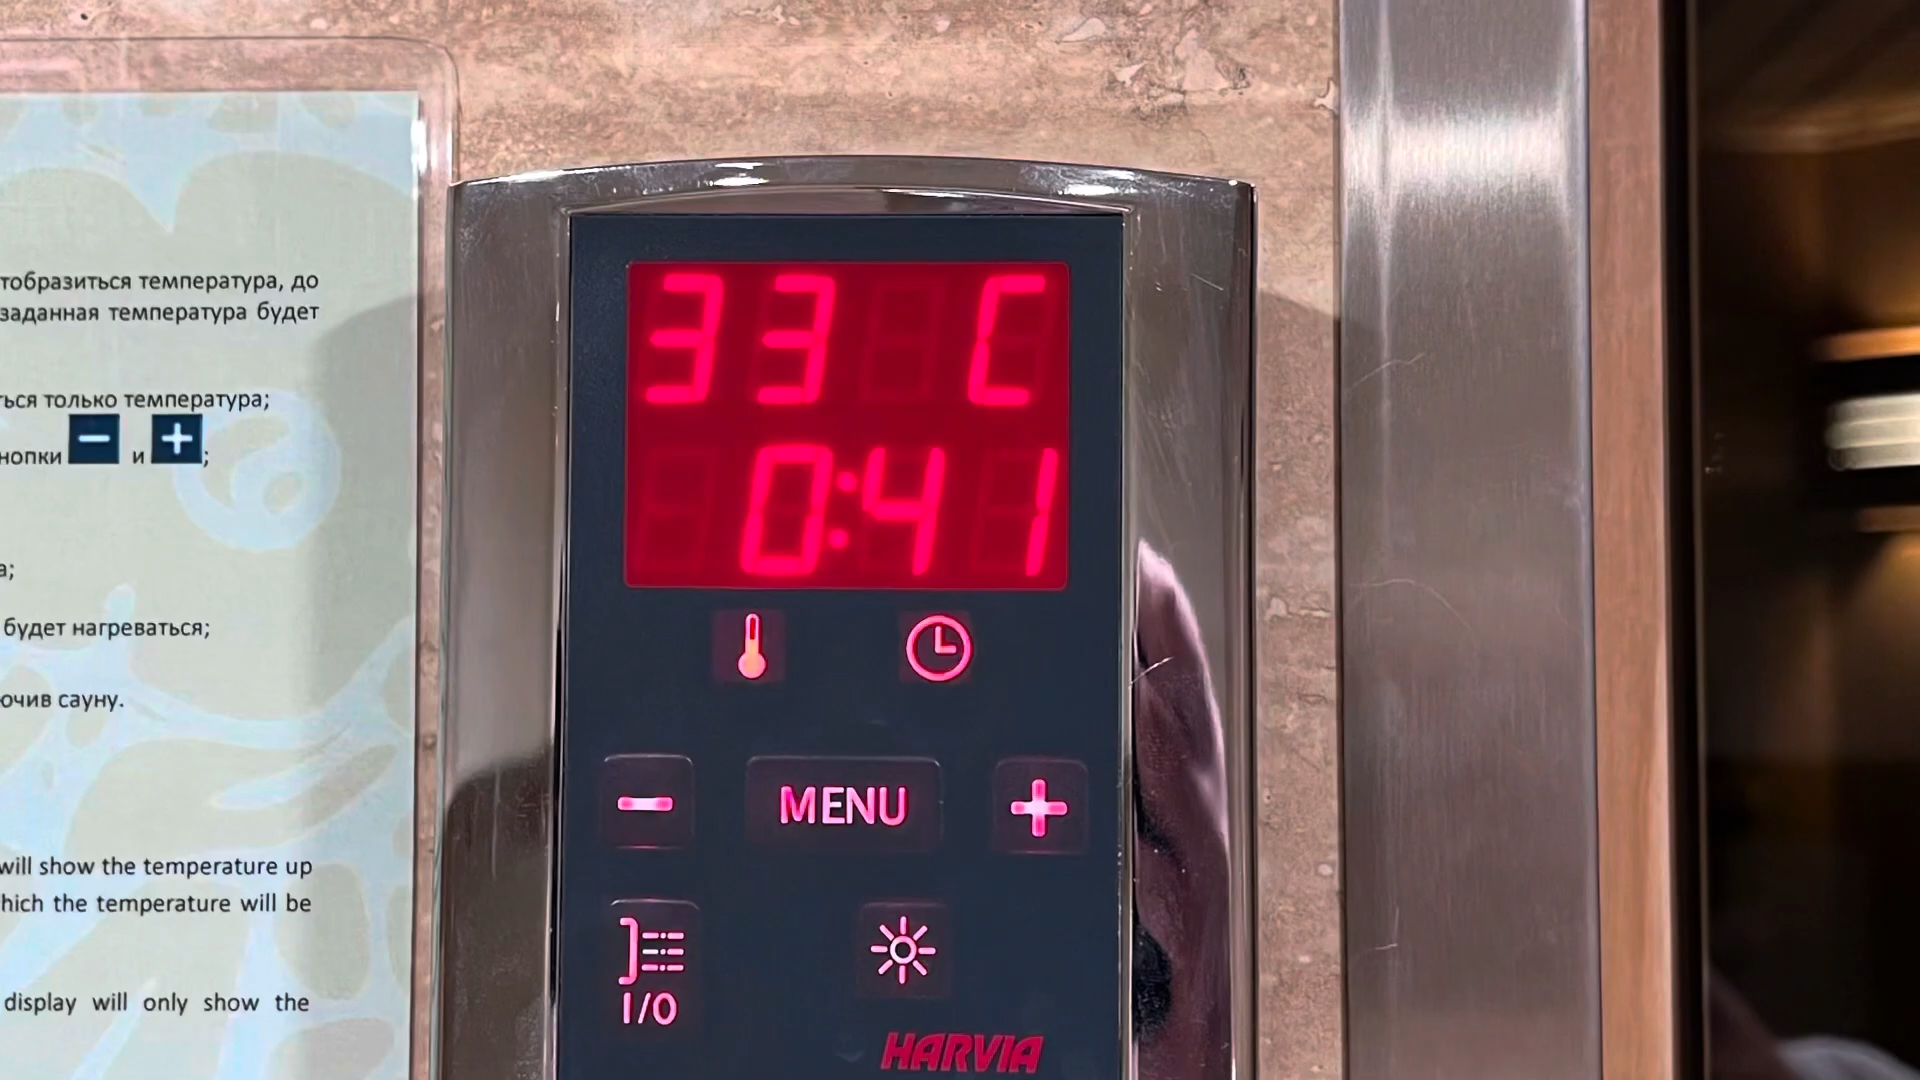 тобразиться температура, до
заданная температура будет
ься только температура;
нопки − и +;
а;
будет нагреваться;
очив сауну.
will show the temperature up
hich the temperature will be
display will only show the
33 C
0:41
− MENU +
I/O
HARVIA